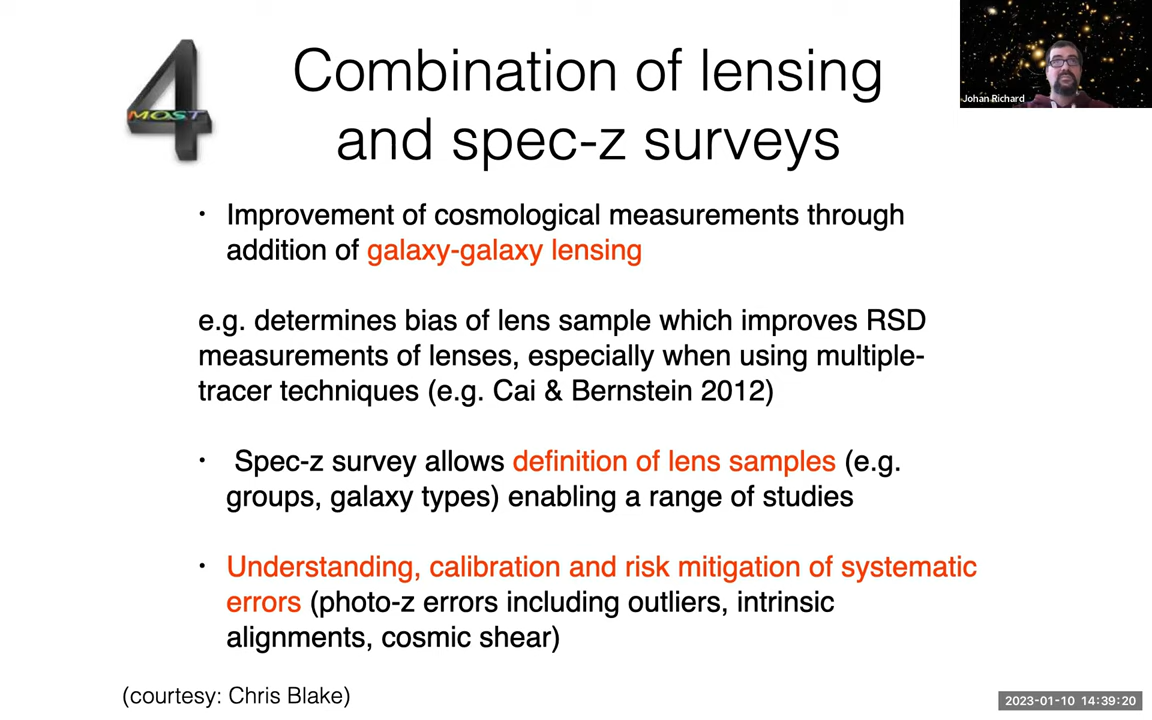 4
MOST
Combination of lensing
and spec-z surveys
Johan Richard
• Improvement of cosmological measurements through
addition of galaxy-galaxy lensing
e.g. determines bias of lens sample which improves RSD
measurements of lenses, especially when using multiple-
tracer techniques (e.g. Cai & Bernstein 2012)
• Spec-z survey allows definition of lens samples (e.g.
groups, galaxy types) enabling a range of studies
• Understanding, calibration and risk mitigation of systematic
errors (photo-z errors including outliers, intrinsic
alignments, cosmic shear)
(courtesy: Chris Blake)
2023-01-10 14:39:20